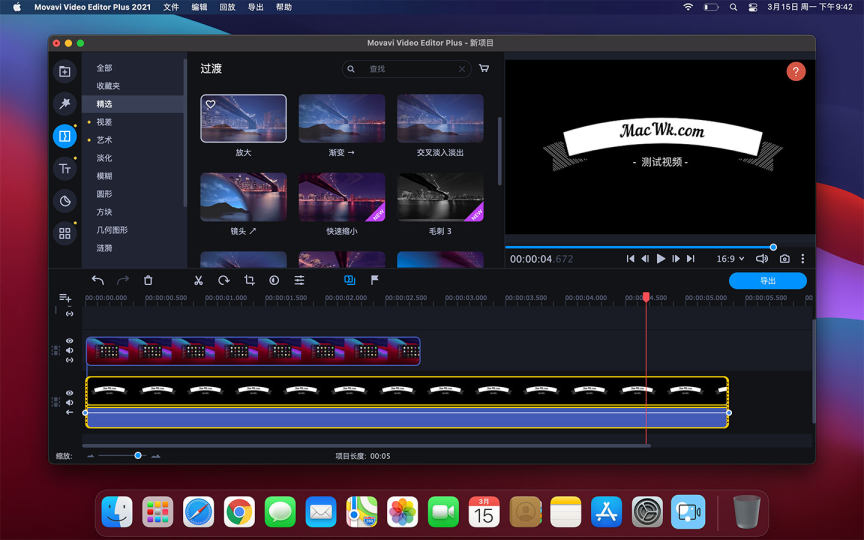 Movavi Video Editor Plus 2021 文件 编辑 回放 导出 帮助
3月15日 周一 下午9:42
Movavi Video Editor Plus - 新项目
全部
收藏夹
精选
视差
艺术
淡化
模糊
圆形
方块
几何图形
涟漪
过渡
查找
放大
渐变 →
交叉淡入淡出
镜头 ↗
快速缩小
NEW
毛刺 3
NEW
?
MacWk.com
- 测试视频 -
00:00:04.672
16:9
导出
00:00:00.000 00:00:00.500 00:00:01.000 00:00:01.500 00:00:02.000 00:00:02.500 00:00:03.000 00:00:03.500 00:00:04.000 00:00:05.000 00:00:05.500
缩放:
项目长度: 00:05
3月
15